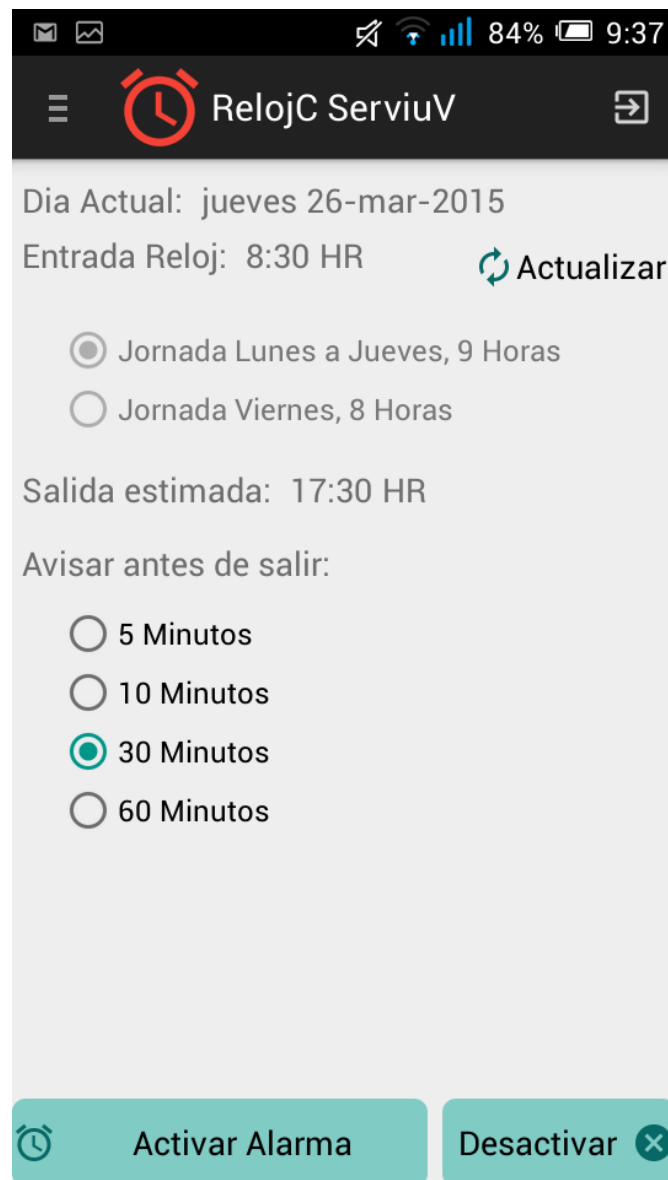 84% 9:37
RelojC ServiuV
Dia Actual: jueves 26-mar-2015
Entrada Reloj: 8:30 HR
Actualizar
Jornada Lunes a Jueves, 9 Horas
Jornada Viernes, 8 Horas
Salida estimada: 17:30 HR
Avisar antes de salir:
5 Minutos
10 Minutos
30 Minutos
60 Minutos
Activar Alarma Desactivar